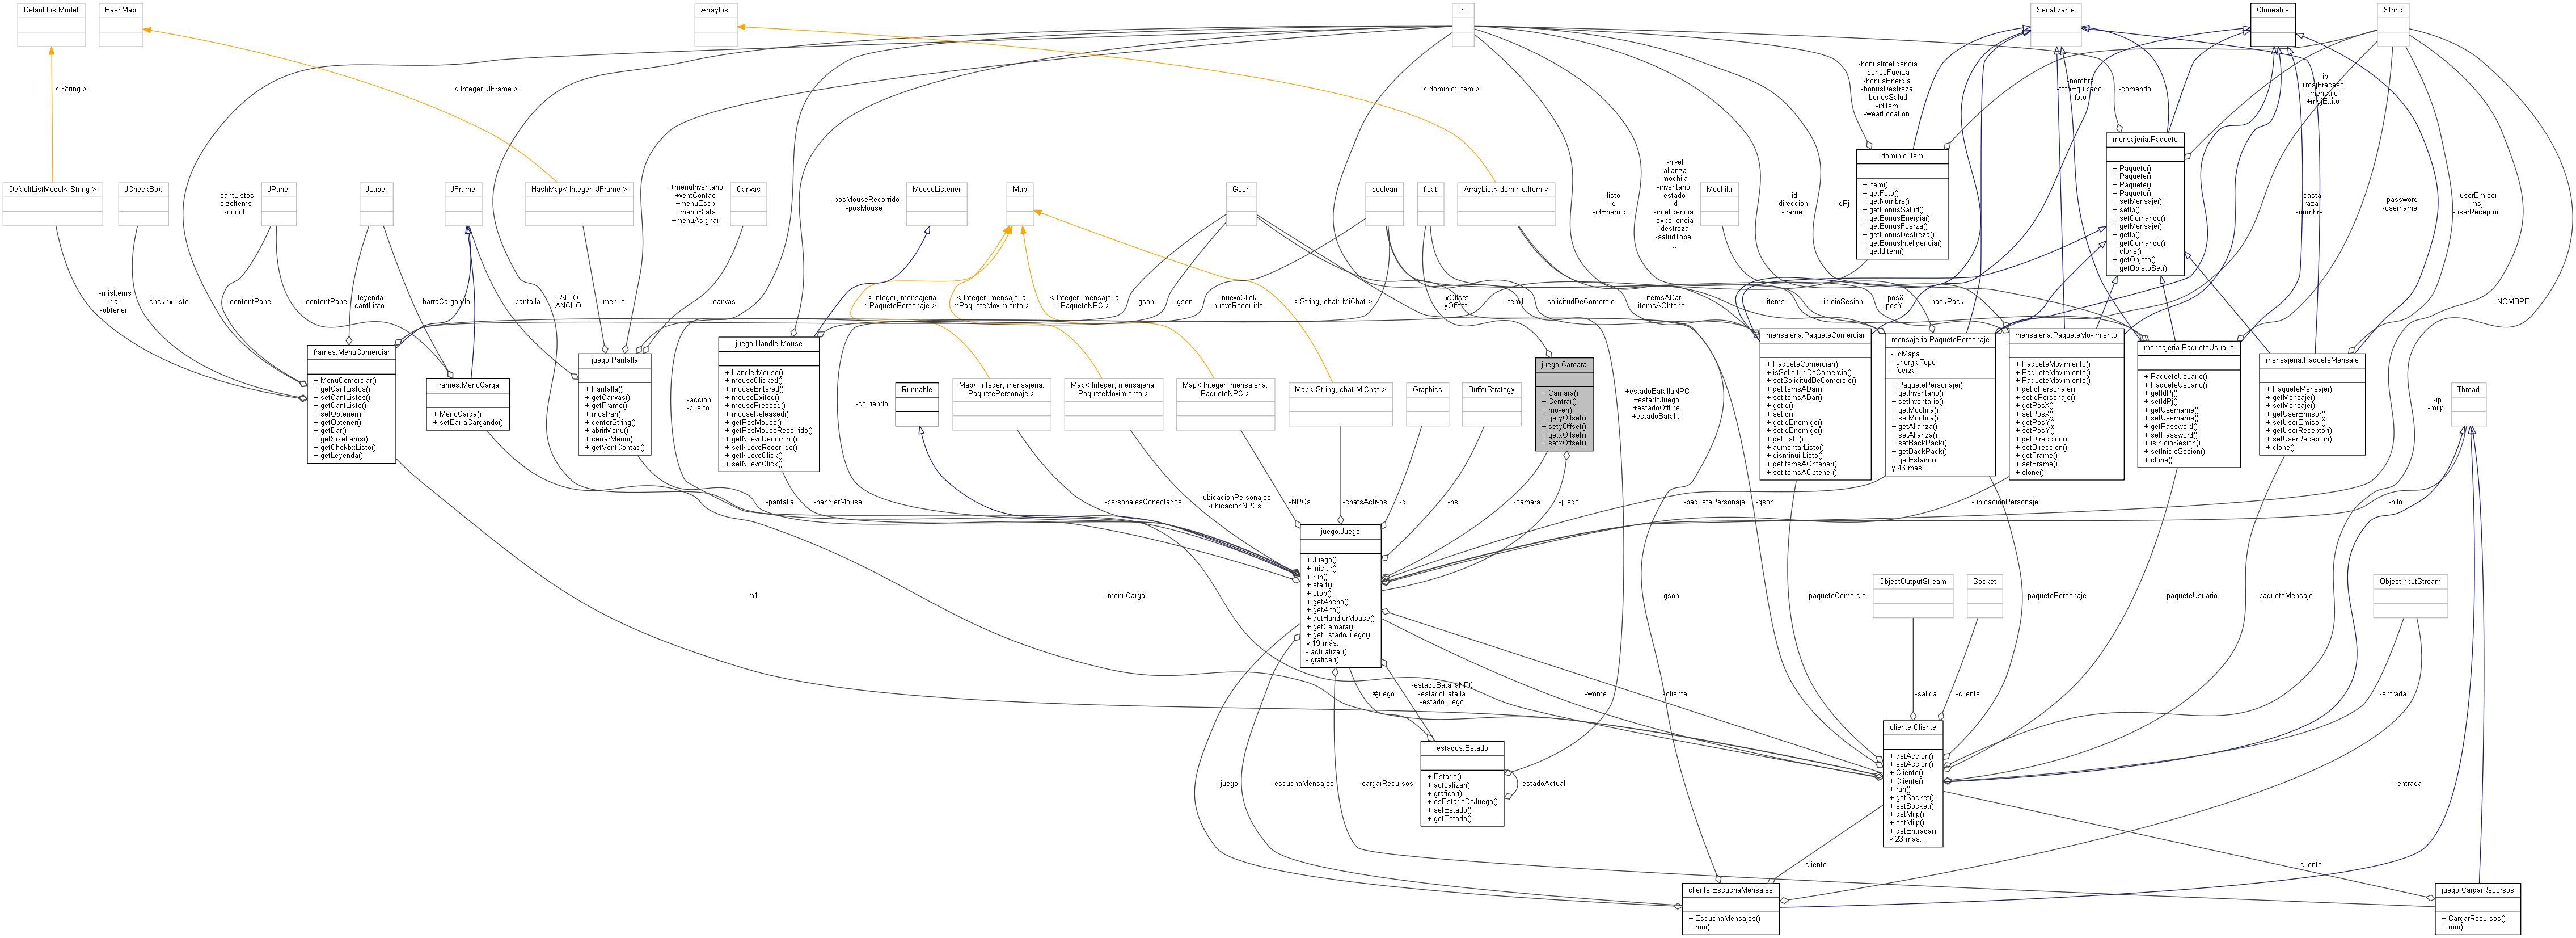 DefaultListModel
HashMap
ArrayList
int
Serializable
Cloneable
String
< String >
< Integer, JFrame >
< dominio::Item >
-bonusInteligencia
-bonusFuerza
-bonusEnergia
-bonusDestreza
-bonusSalud
-idItem
-wearLocation
-nombre
-fotoEquipado
-foto
-comando
-ip
+msjFracaso
-mensaje
+msjExito
mensajeria.Paquete
+ Paquete()
+ Paquete()
+ Paquete()
+ Paquete()
+ setMensaje()
+ setIp()
+ setComando()
+ getMensaje()
+ getIp()
+ getComando()
+ clone()
+ getObjeto()
+ getObjetoSet()
dominio.Item
+ Item()
+ getFoto()
+ getNombre()
+ getBonusSalud()
+ getBonusEnergia()
+ getBonusFuerza()
+ getBonusDestreza()
+ getBonusInteligencia()
+ getIdItem()
DefaultListModel< String >
JCheckBox
-cantListos
-sizeItems
-count
JPanel
JLabel
JFrame
HashMap< Integer, JFrame >
+menuInventario
+ventContac
+menuEscp
+menuStats
+menuAsignar
Canvas
-posMouseRecorrido
-posMouse
MouseListener
Map
Gson
boolean
float
ArrayList< dominio.Item >
-listo
-id
-idEnemigo
-nivel
-alianza
-mochila
-inventario
-estado
-id
-inteligencia
-experiencia
-destreza
-saludTope
...
Mochila
-id
-direccion
-frame
-idPj
-casta
-raza
-nombre
-password
-username
-userEmisor
-msj
-userReceptor
-misItems
-dar
-obtener
-chckbxListo
-contentPane
-leyenda
-cantListo
-contentPane
-barraCargando
-pantalla
-ALTO
-ANCHO
-menus
-canvas
< Integer, mensajeria
::PaquetePersonaje >
< Integer, mensajeria
::PaqueteMovimiento >
< Integer, mensajeria
::PaqueteNPC >
-gson
-gson
-nuevoClick
-nuevoRecorrido
< String, chat::MiChat >
-xOffset
-yOffset
-item1
-solicitudDeComercio
-itemsADar
-itemsAObtener
-items
-inicioSesion
-posX
-posY
-backPack
-NOMBRE
frames.MenuComerciar
+ MenuComerciar()
+ getCantListos()
+ setCantListos()
+ getCantListo()
+ setObtener()
+ getObtener()
+ getDar()
+ getSizeItems()
+ getChckbxListo()
+ getLeyenda()
frames.MenuCarga
+ MenuCarga()
+ setBarraCargando()
juego.Pantalla
+ Pantalla()
+ getCanvas()
+ getFrame()
+ mostrar()
+ centerString()
+ abrirMenu()
+ cerrarMenu()
+ getVentContac()
-accion
-puerto
juego.HandlerMouse
+ HandlerMouse()
+ mouseClicked()
+ mouseEntered()
+ mouseExited()
+ mousePressed()
+ mouseReleased()
+ getPosMouse()
+ getPosMouseRecorrido()
+ getNuevoRecorrido()
+ setNuevoRecorrido()
+ getNuevoClick()
+ setNuevoClick()
-corriendo
Runnable
Map< Integer, mensajeria.
PaquetePersonaje >
Map< Integer, mensajeria.
PaqueteMovimiento >
Map< Integer, mensajeria.
PaqueteNPC >
Map< String, chat.MiChat >
Graphics
BufferStrategy
juego.Camara
+ Camara()
+ Centrar()
+ mover()
+ getyOffset()
+ setyOffset()
+ getxOffset()
+ setxOffset()
+estadoBatallaNPC
+estadoJuego
+estadoOffline
+estadoBatalla
mensajeria.PaqueteComerciar
+ PaqueteComerciar()
+ isSolicitudDeComercio()
+ setSolicitudDeComercio()
+ getItemsADar()
+ setItemsADar()
+ getId()
+ setId()
+ getIdEnemigo()
+ setIdEnemigo()
+ getListo()
+ aumentarListo()
+ disminuirListo()
+ getItemsAObtener()
+ setItemsAObtener()
mensajeria.PaquetePersonaje
- idMapa
- energiaTope
- fuerza
+ PaquetePersonaje()
+ getInventario()
+ setInventario()
+ getMochila()
+ setMochila()
+ getAlianza()
+ setAlianza()
+ setBackPack()
+ getBackPack()
+ getEstado()
y 46 más...
mensajeria.PaqueteMovimiento
+ PaqueteMovimiento()
+ PaqueteMovimiento()
+ PaqueteMovimiento()
+ getIdPersonaje()
+ setIdPersonaje()
+ getPosX()
+ setPosX()
+ getPosY()
+ setPosY()
+ getDireccion()
+ setDireccion()
+ getFrame()
+ setFrame()
+ clone()
mensajeria.PaqueteUsuario
+ PaqueteUsuario()
+ PaqueteUsuario()
+ getIdPj()
+ setIdPj()
+ getUsername()
+ setUsername()
+ getPassword()
+ setPassword()
+ isInicioSesion()
+ setInicioSesion()
+ clone()
mensajeria.PaqueteMensaje
+ PaqueteMensaje()
+ getMensaje()
+ setMensaje()
+ getUserEmisor()
+ setUserEmisor()
+ getUserReceptor()
+ setUserReceptor()
+ clone()
-ip
-milp
Thread
-pantalla
-handlerMouse
-personajesConectados
-ubicacionPersonajes
-ubicacionNPCs
-NPCs
-chatsActivos
-g
-bs
-camara
-juego
-paquetePersonaje
-gson
-ubicacionPersonaje
-hilo
juego.Juego
+ Juego()
+ iniciar()
+ run()
+ start()
+ stop()
+ getAncho()
+ getAlto()
+ getHandlerMouse()
+ getCamara()
+ getEstadoJuego()
y 19 más...
- actualizar()
- graficar()
-m1
-menuCarga
-gson
-paqueteComercio
ObjectOutputStream
Socket
-paquetePersonaje
-paqueteUsuario
-paqueteMensaje
ObjectInputStream
#juego
-estadoBatallaNPC
-estadoBatalla
-estadoJuego
-wome
-cliente
-salida
-cliente
-entrada
cliente.Cliente
+ getAccion()
+ setAccion()
+ Cliente()
+ Cliente()
+ run()
+ getSocket()
+ setSocket()
+ getMilp()
+ setMilp()
+ getEntrada()
y 23 más...
estados.Estado
+ Estado()
+ actualizar()
+ graficar()
+ esEstadoDeJuego()
+ setEstado()
+ getEstado()
-estadoActual
-juego
-escuchaMensajes
-cargarRecursos
-entrada
-cliente
-cliente
cliente.EscuchaMensajes
+ EscuchaMensajes()
+ run()
juego.CargarRecursos
+ CargarRecursos()
+ run()